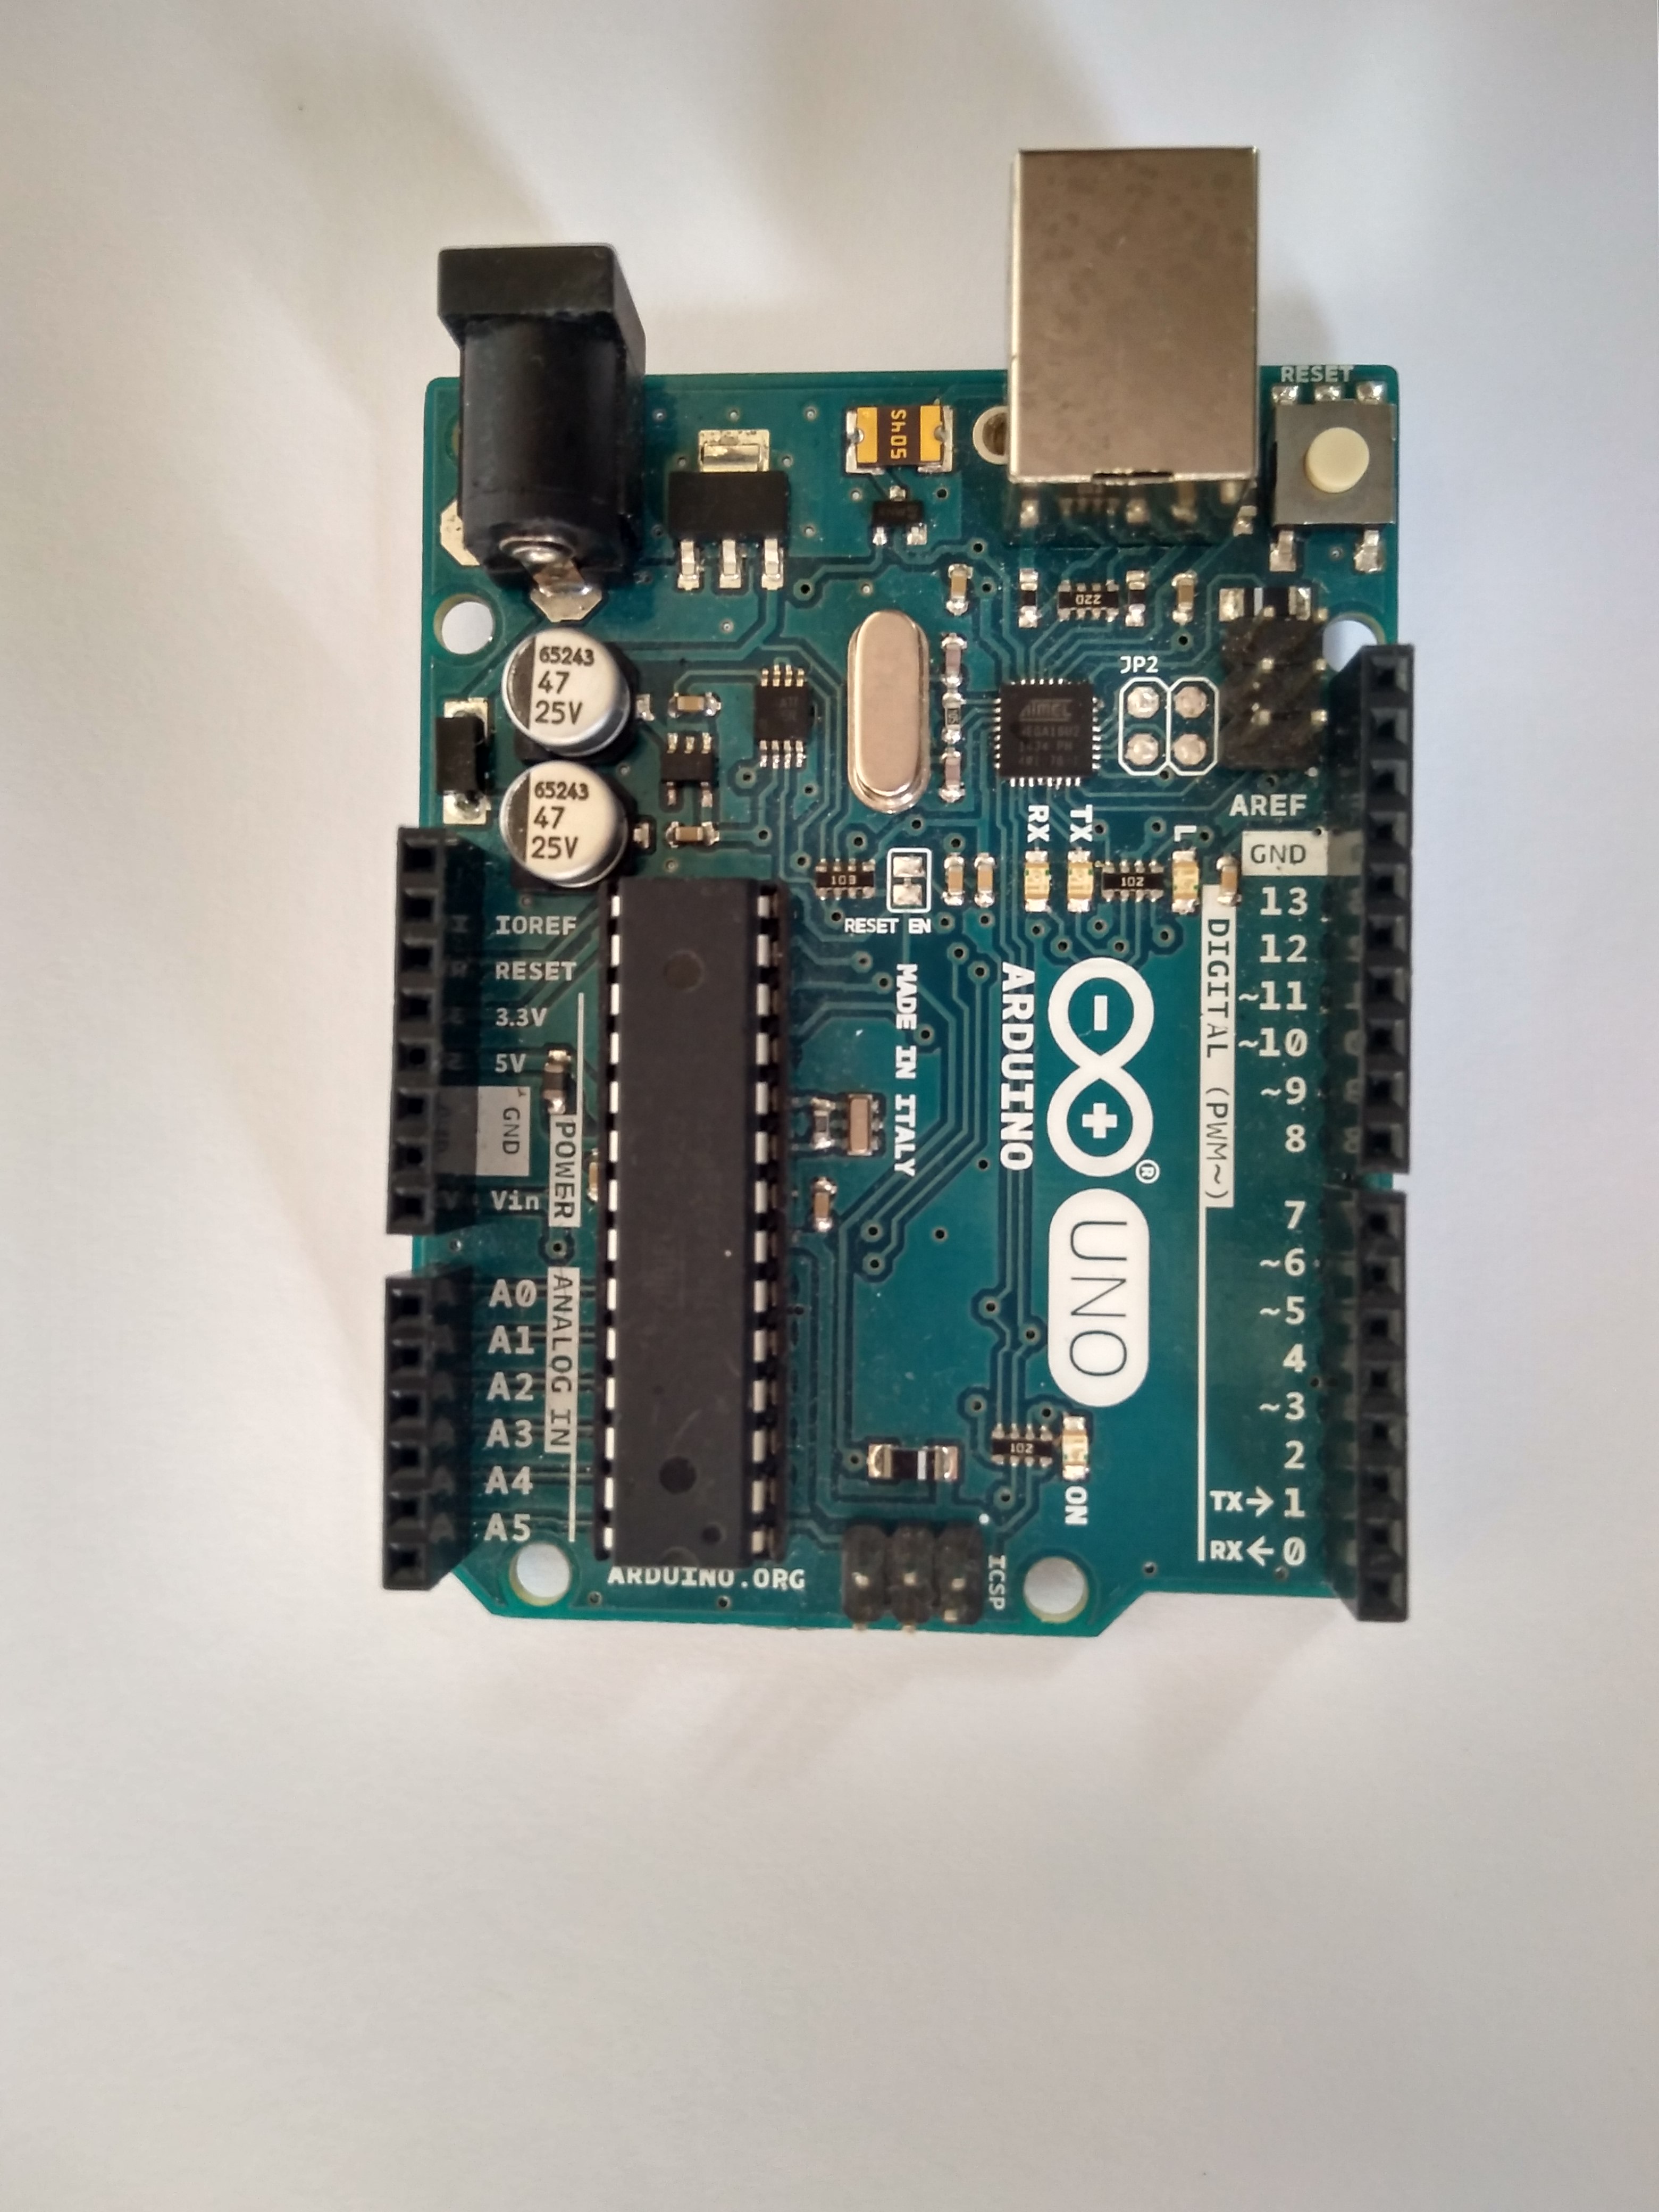 RESET
S405
220
65243
47
25V
JP2
ATMEL
65243
47
25V
AREF
RX
TX
L
GND
103
102
13
RESET EN
IOREF
12
RESET
~11
3.3V
~10
5V
~9
GND
8
POWER
Vin
MADE IN ITALY
ARDUINO
®
UNO
DIGITAL (PWM~)
7
~6
A0
~5
A1
4
A2
~3
A3
2
A4
TX→1
A5
RX←0
ANALOG IN
102
ON
ICSP
ARDUINO.ORG